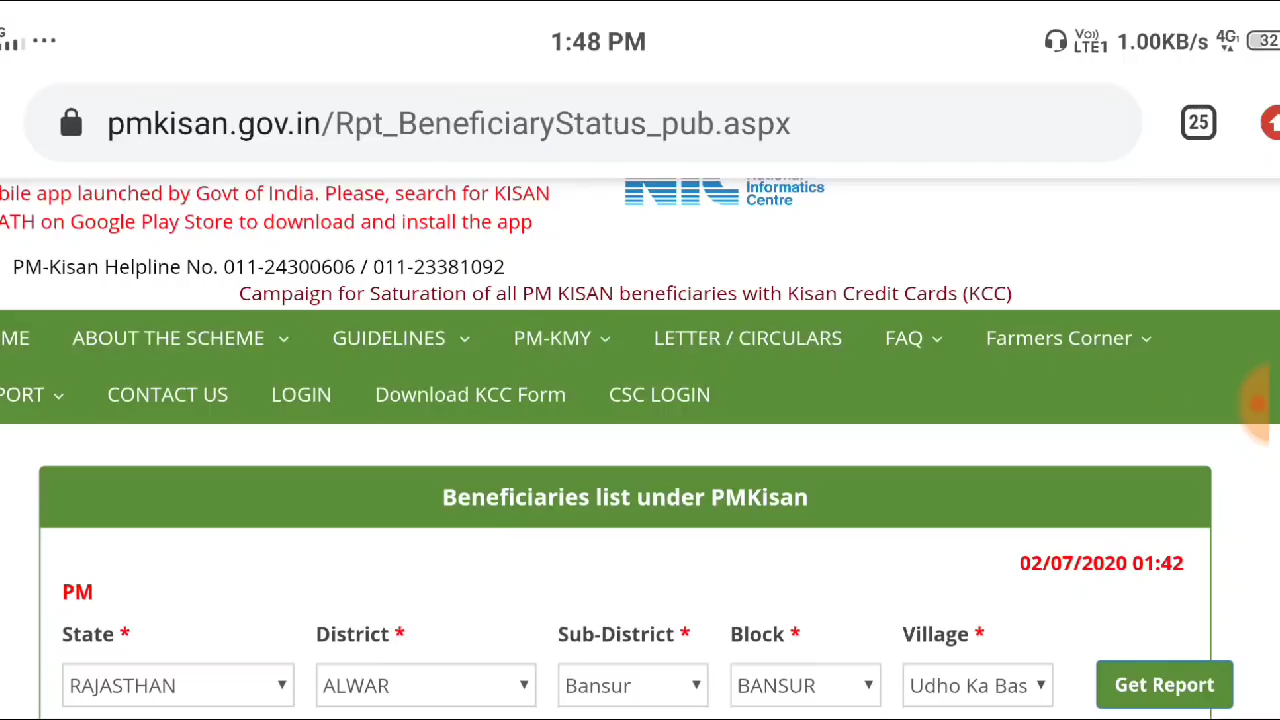 1:48 PM
Vo)) LTE1 1.00KB/s 4G 32
pmkisan.gov.in/Rpt_BeneficiaryStatus_pub.aspx
25
bile app launched by Govt of India. Please, search for KISAN
ATH on Google Play Store to download and install the app
Informatics
Centre
PM-Kisan Helpline No. 011-24300606 / 011-23381092
Campaign for Saturation of all PM KISAN beneficiaries with Kisan Credit Cards (KCC)
ME ABOUT THE SCHEME GUIDELINES PM-KMY LETTER / CIRCULARS FAQ Farmers Corner
PORT CONTACT US LOGIN Download KCC Form CSC LOGIN
Beneficiaries list under PMKisan
02/07/2020 01:42
PM
State * District * Sub-District * Block * Village *
RAJASTHAN ALWAR Bansur BANSUR Udho Ka Bas Get Report